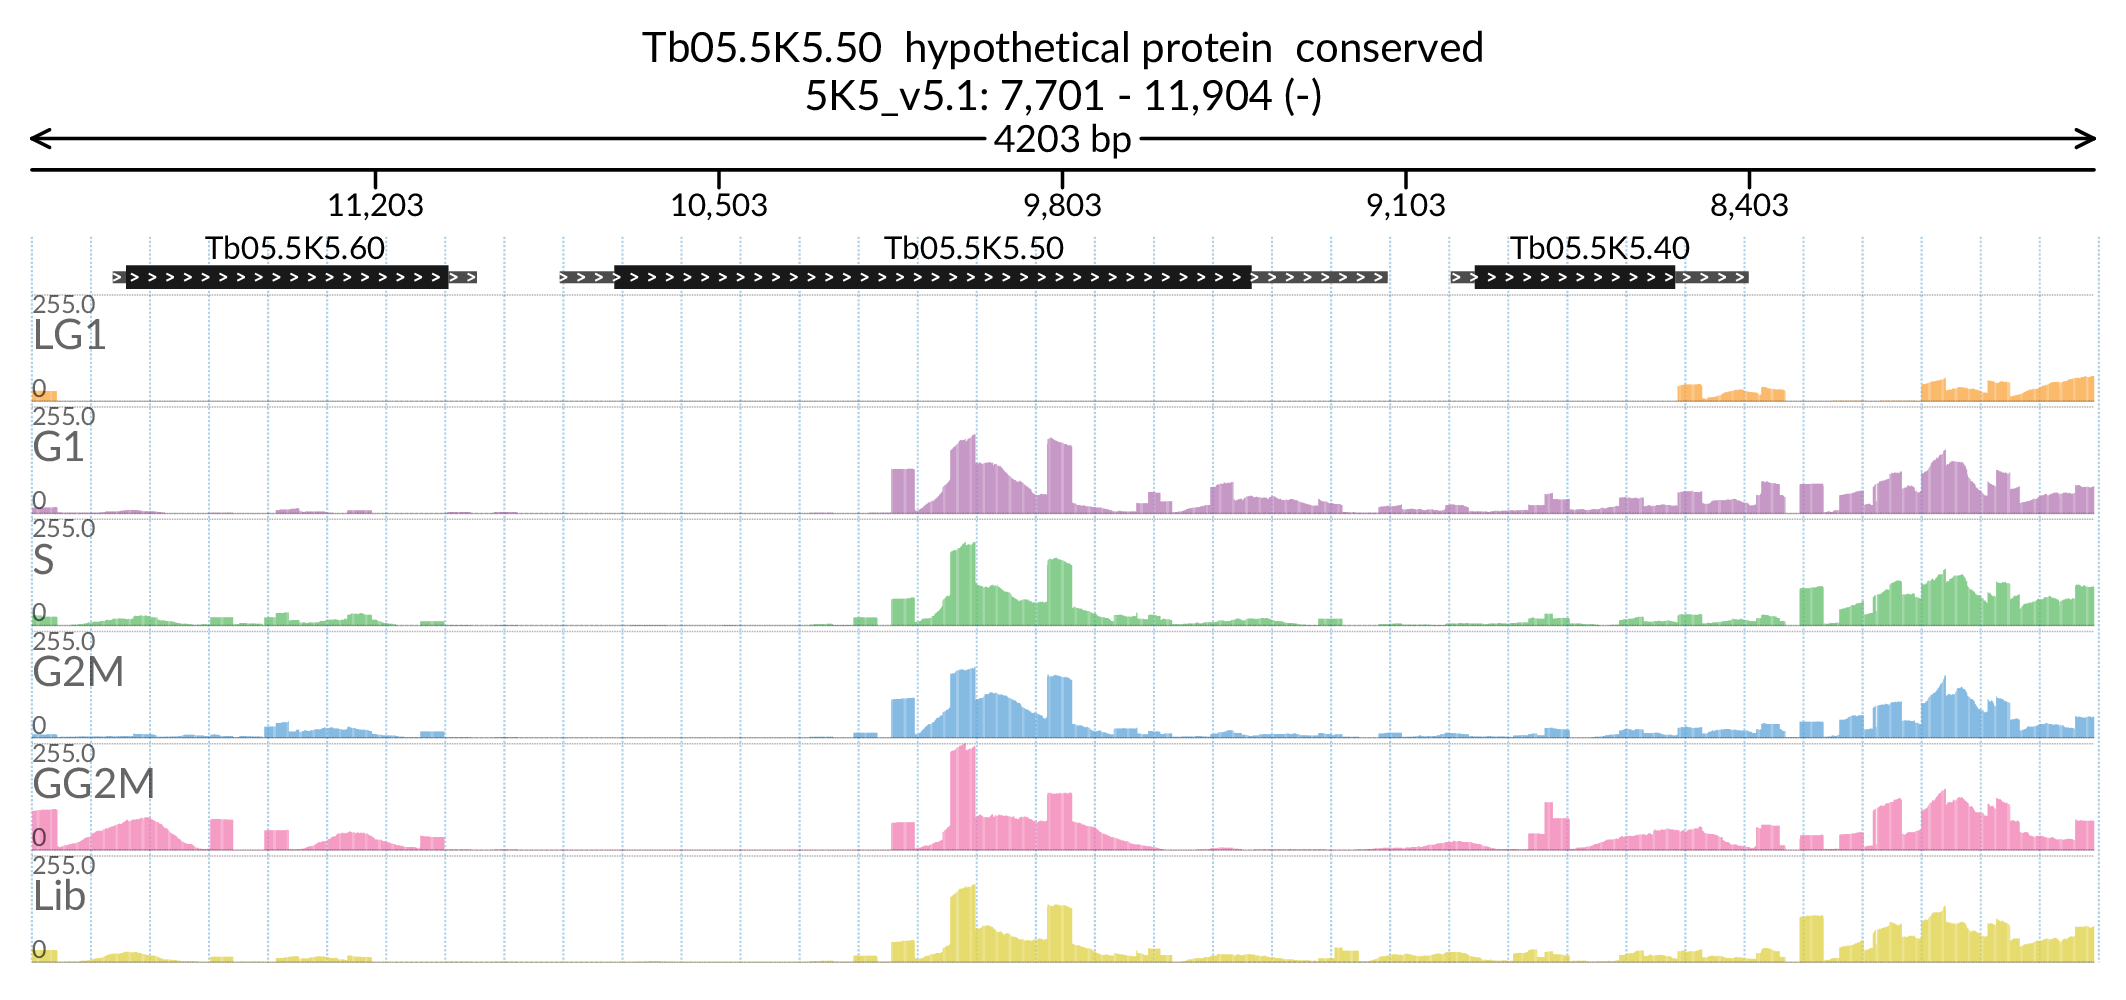 Tb05.5K5.50 hypothetical protein conserved
5K5_v5.1: 7,701 - 11,904 (-)
4203 bp
11,203 10,503 9,803 9,103 8,403
Tb05.5K5.60 Tb05.5K5.50 Tb05.5K5.40
255.0
LG1
0
255.0
G1
0
255.0
S
0
255.0
G2M
0
255.0
GG2M
0
255.0
Lib
0